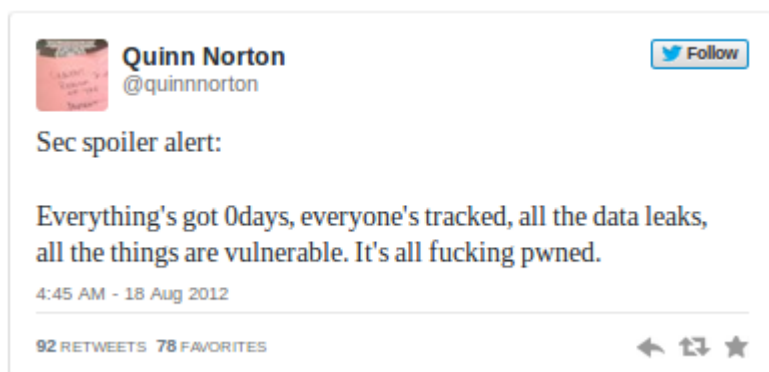 Quinn Norton
Follow
@quinnnorton
Sec spoiler alert:
Everything's got 0days, everyone's tracked, all the data leaks,
all the things are vulnerable. It's all fucking pwned.
4:45 AM - 18 Aug 2012
92 RETWEETS 78 FAVORITES